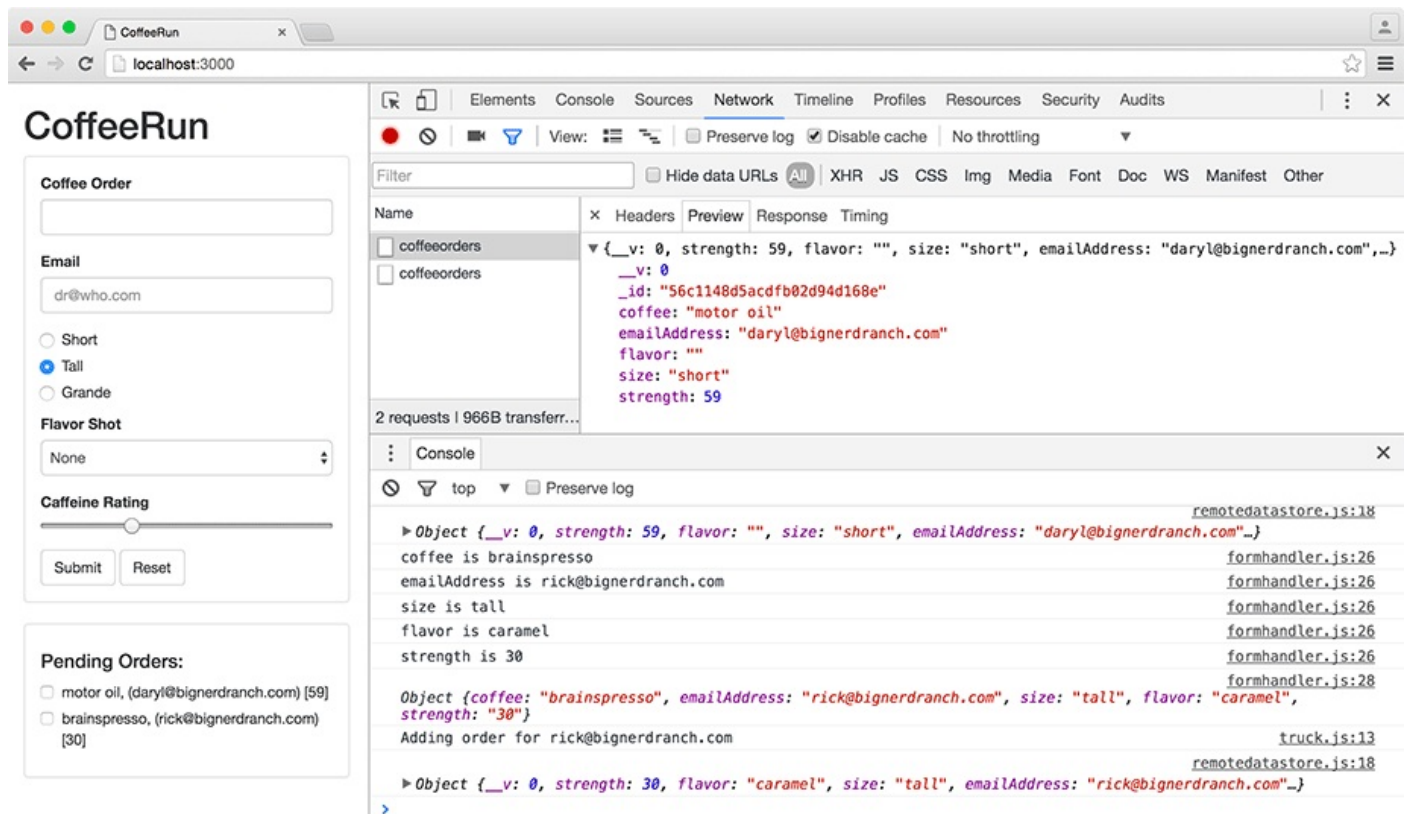 CoffeeRun
localhost:3000
CoffeeRun
Coffee Order
Email
dr@who.com
Short
Tall
Grande
Flavor Shot
None
Caffeine Rating
Submit Reset
Pending Orders:
motor oil, (daryl@bignerdranch.com) [59]
brainspresso, (rick@bignerdranch.com)
[30]
Elements Console Sources Network Timeline Profiles Resources Security Audits
View: Preserve log Disable cache No throttling
Filter Hide data URLs All XHR JS CSS Img Media Font Doc WS Manifest Other
Name
coffeeorders
coffeeorders
2 requests | 966B transferr...
× Headers Preview Response Timing
▼{__v: 0, strength: 59, flavor: "", size: "short", emailAddress: "daryl@bignerdranch.com",…}
__v: 0
_id: "56c1148d5acdfb02d94d168e"
coffee: "motor oil"
emailAddress: "daryl@bignerdranch.com"
flavor: ""
size: "short"
strength: 59
Console
top ▼ Preserve log
remotedatastore.js:18
▶Object {__v: 0, strength: 59, flavor: "", size: "short", emailAddress: "daryl@bignerdranch.com"…}
coffee is brainspresso formhandler.js:26
emailAddress is rick@bignerdranch.com formhandler.js:26
size is tall formhandler.js:26
flavor is caramel formhandler.js:26
strength is 30 formhandler.js:26
formhandler.js:28
Object {coffee: "brainspresso", emailAddress: "rick@bignerdranch.com", size: "tall", flavor: "caramel",
strength: "30"}
Adding order for rick@bignerdranch.com truck.js:13
remotedatastore.js:18
▶Object {__v: 0, strength: 30, flavor: "caramel", size: "tall", emailAddress: "rick@bignerdranch.com"…}
>